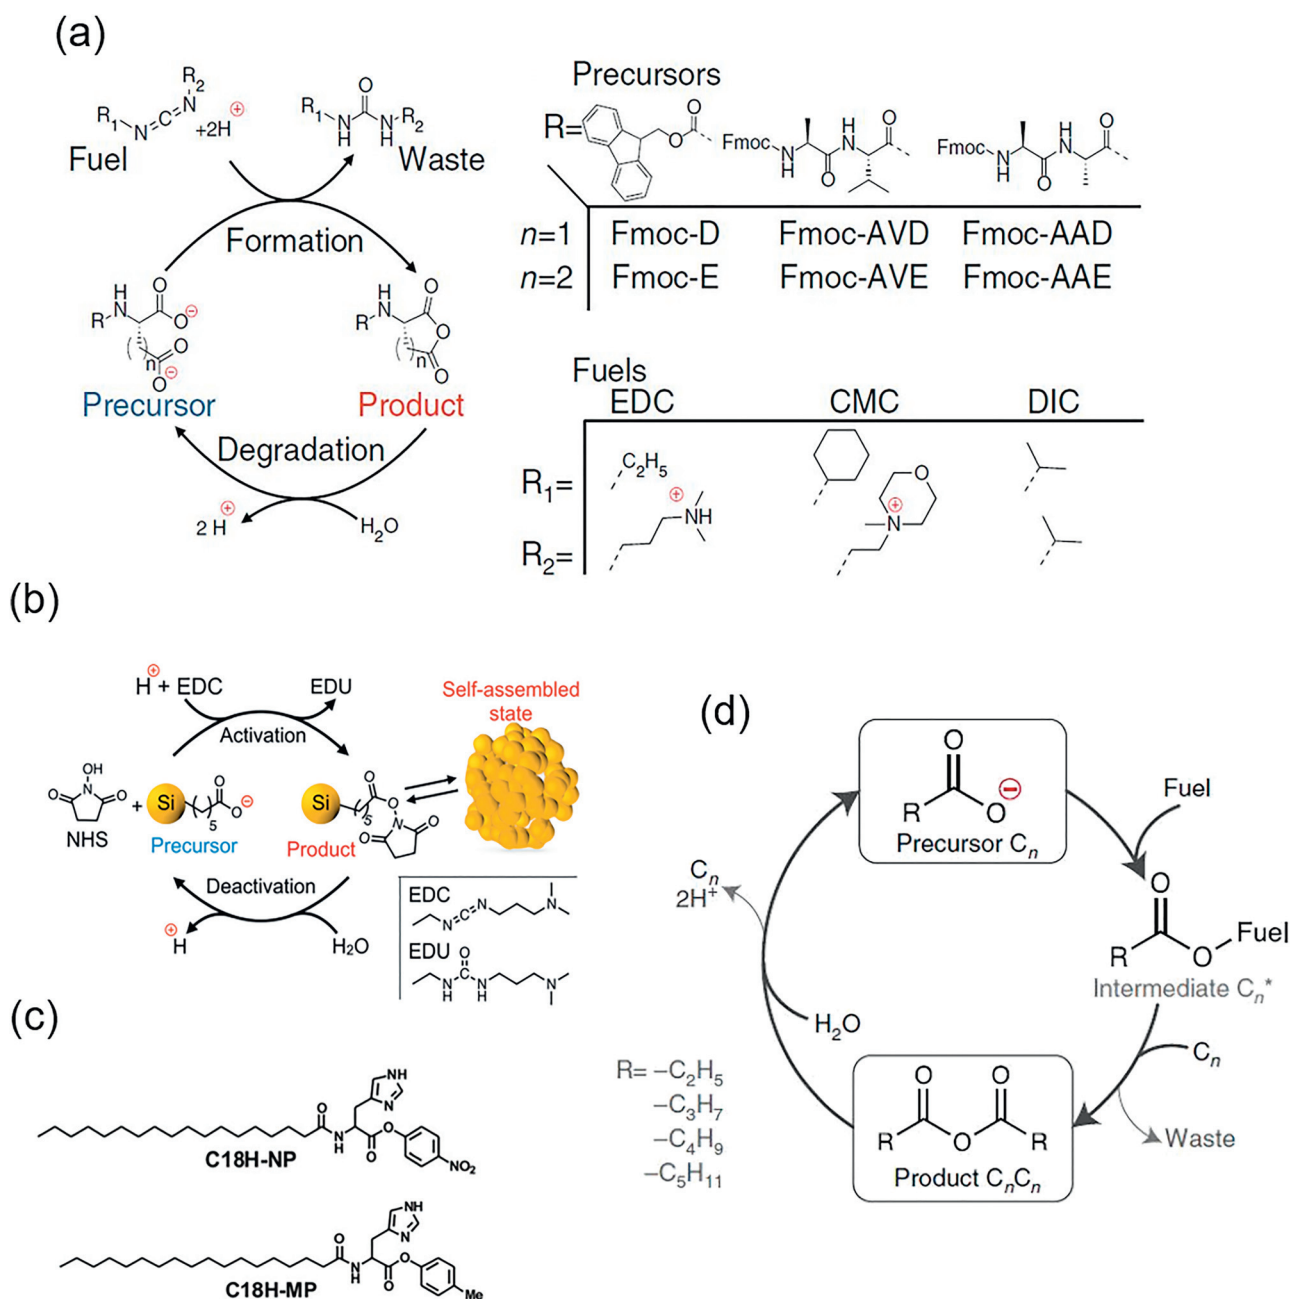 (a)
R2
R1
N
C
N
+2H
⊕
Fuel
O
R1
N
H
N
H
R2
Waste
Formation
H
N
R
O
O
⊖
( )n
O
O
⊖
Precursor
H
N
R
O
O
( )n
O
Product
Degradation
2 H
⊕
H2O
Precursors
R=
O
O
Fmoc
N
H
O
H
N
O
Fmoc
N
H
O
H
N
O
n=1 Fmoc-D Fmoc-AVD Fmoc-AAD
n=2 Fmoc-E Fmoc-AVE Fmoc-AAE
Fuels
EDC CMC DIC
R1=
C2H5
⊕
NH
O
⊕
N
R2=
(b)
H + EDC
⊕
EDU
Activation
Self-assembled
state
OH
N
O
O
NHS
+
Si
( )5
O
O
⊖
Precursor
Si
( )5
O
O
N
O
O
Product
Deactivation
⊕
H
H2O
EDC
N
C
N
N
EDU
O
N
H
C
N
H
N
(c)
NH
N
O
N
H
O
O
NO2
C18H-NP
NH
N
O
N
H
O
O
Me
C18H-MP
(d)
O
R
O
⊖
Precursor Cn
Fuel
O
R
O
Fuel
Intermediate Cn*
Cn
Waste
O
O
R
O
R
Product CnCn
H2O
Cn
2H+
R= –C2H5
–C3H7
–C4H9
–C5H11